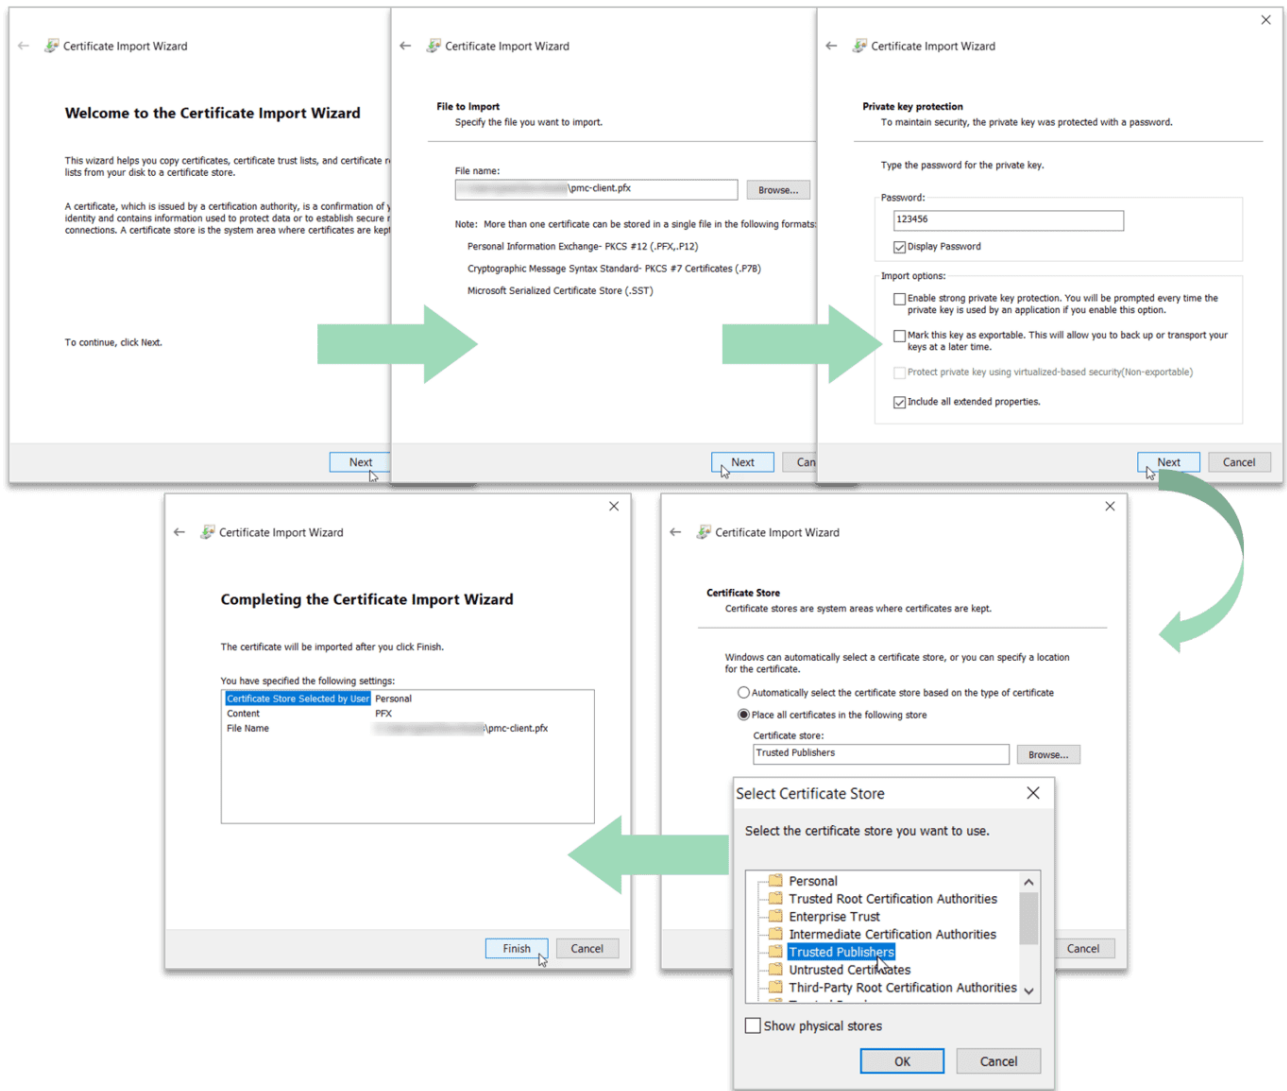 Certificate Import Wizard
Welcome to the Certificate Import Wizard
This wizard helps you copy certificates, certificate trust lists, and certificate
lists from your disk to a certificate store.
A certificate, which is issued by a certification authority, is a confirmation of
identity and contains information used to protect data or to establish secure
connections. A certificate store is the system area where certificates are kept
To continue, click Next.
Next
Certificate Import Wizard
File to Import
Specify the file you want to import.
File name:
\pmc-client.pfx
Browse...
Note: More than one certificate can be stored in a single file in the following formats:
Personal Information Exchange- PKCS #12 (.PFX,.P12)
Cryptographic Message Syntax Standard- PKCS #7 Certificates (.P7B)
Microsoft Serialized Certificate Store (.SST)
Next
Can
Certificate Import Wizard
Private key protection
To maintain security, the private key was protected with a password.
Type the password for the private key.
Password:
123456
Display Password
Import options:
Enable strong private key protection. You will be prompted every time the
private key is used by an application if you enable this option.
Mark this key as exportable. This will allow you to back up or transport your
keys at a later time.
Protect private key using virtualized-based security(Non-exportable)
Include all extended properties.
Next
Cancel
Certificate Import Wizard
Certificate Store
Certificate stores are system areas where certificates are kept.
Windows can automatically select a certificate store, or you can specify a location
for the certificate.
Automatically select the certificate store based on the type of certificate
Place all certificates in the following store
Certificate store:
Trusted Publishers
Browse...
Cancel
Select Certificate Store
Select the certificate store you want to use.
Personal
Trusted Root Certification Authorities
Enterprise Trust
Intermediate Certification Authorities
Trusted Publishers
Untrusted Certificates
Third-Party Root Certification Authorities
Show physical stores
OK
Cancel
Certificate Import Wizard
Completing the Certificate Import Wizard
The certificate will be imported after you click Finish.
You have specified the following settings:
Certificate Store Selected by User Personal
Content PFX
File Name \pmc-client.pfx
Finish
Cancel